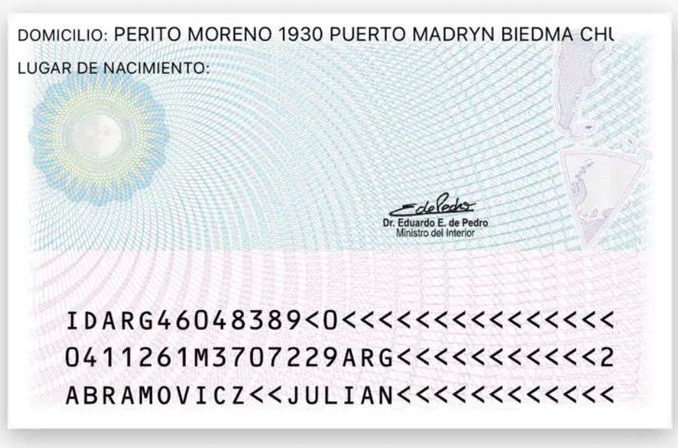 DOMICILIO: PERITO MORENO 1930 PUERTO MADRYN BIEDMA CHU
LUGAR DE NACIMIENTO:
Dr. Eduardo E. de Pedro
Ministro del Interior
IDARG46048389<0<<<<<<<<<<<<<<<
0411261M3707229ARG<<<<<<<<<<<2
ABRAMOVICZ<<JULIAN<<<<<<<<<<<<